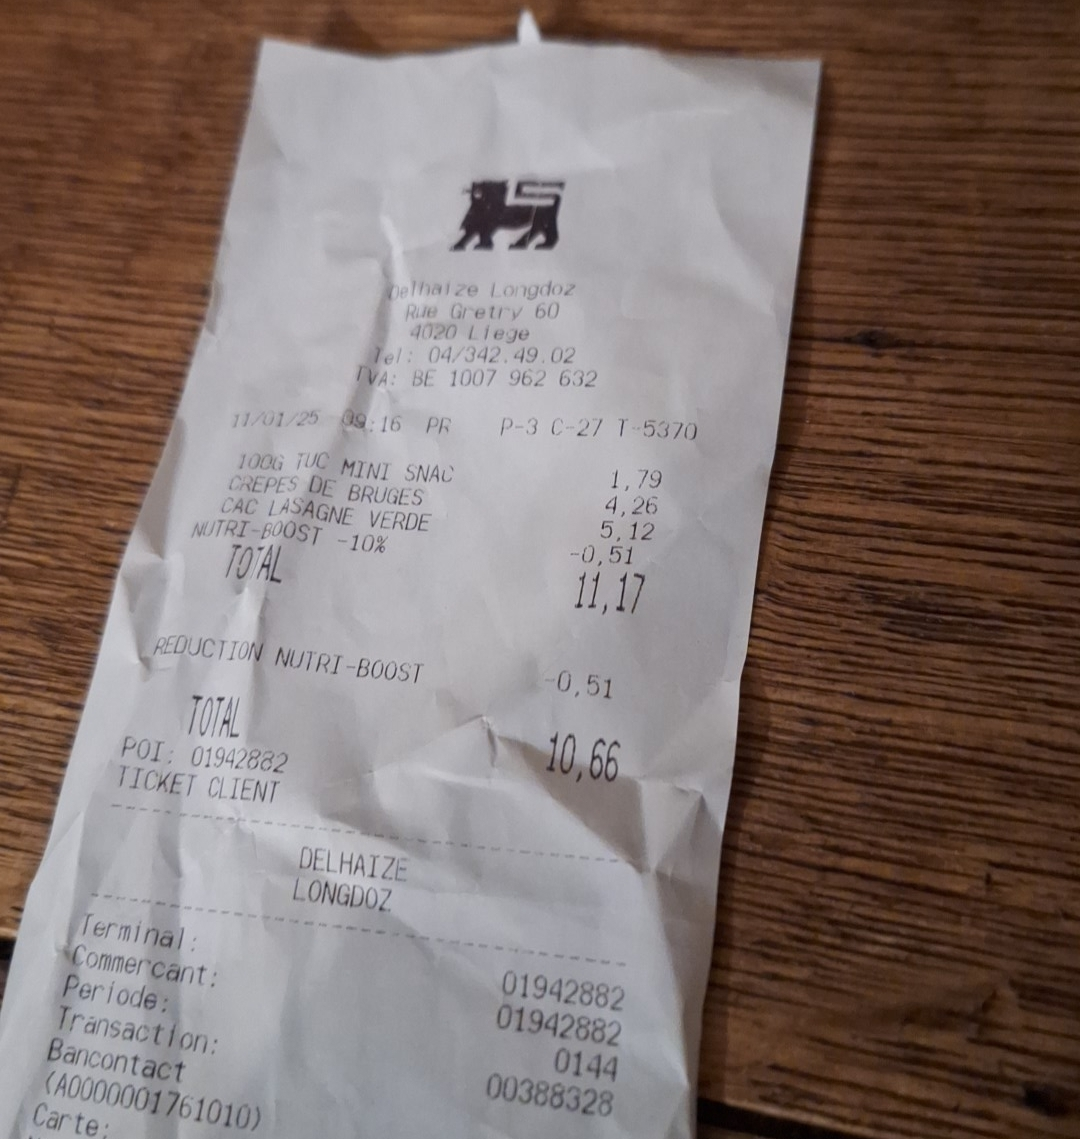 Delhaize Longdoz
Rue Gretry 60
4020 Liege
Tel: 04/342.49.02
TVA: BE 1007 962 632
11/01/25 09:16 PR P-3 C-27 T-5370
100G TUC MINI SNAC 1,79
CREPES DE BRUGES 4,26
CAC LASAGNE VERDE 5,12
NUTRI-BOOST -10% -0,51
TOTAL 11,17
REDUCTION NUTRI-BOOST -0,51
TOTAL 10,66
POI: 01942882
TICKET CLIENT
DELHAIZE
LONGDOZ
Terminal: 01942882
Commercant: 01942882
Periode: 0144
Transaction: 00388328
Bancontact
(A0000001761010)
Carte: